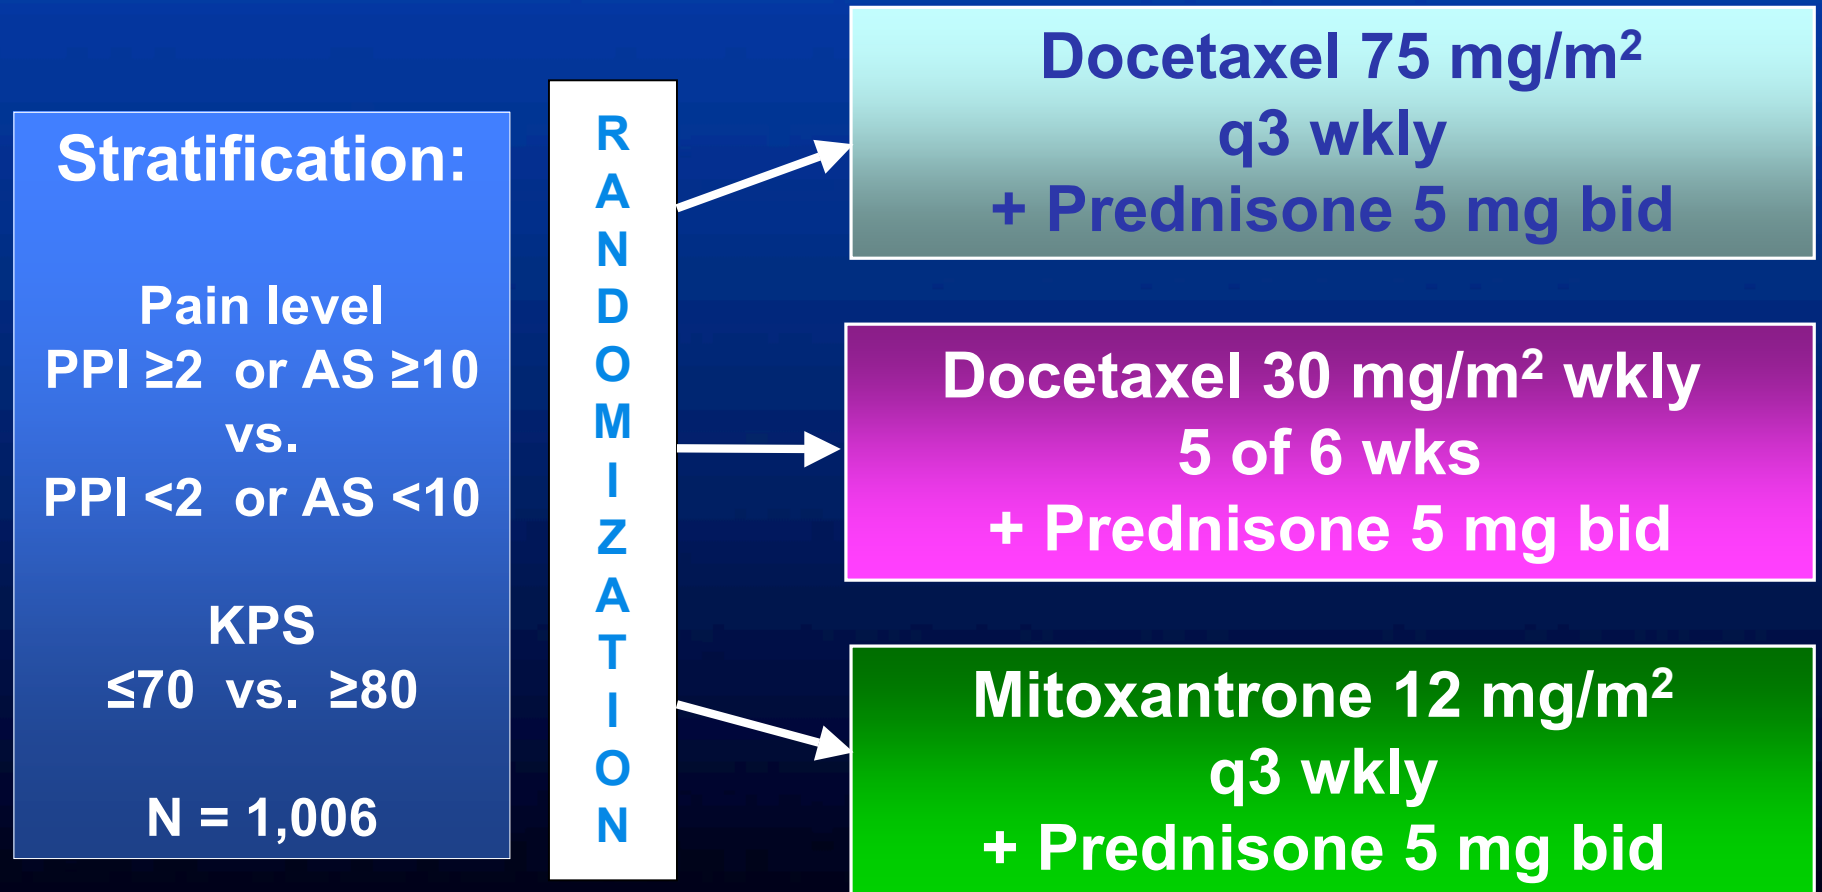 Stratification:
Pain level
PPI ≥2 or AS ≥10
vs.
PPI <2 or AS <10
KPS
≤70 vs. ≥80
N = 1,006
RANDOMIZATION
Docetaxel 75 mg/m²
q3 wkly
+ Prednisone 5 mg bid
Docetaxel 30 mg/m² wkly
5 of 6 wks
+ Prednisone 5 mg bid
Mitoxantrone 12 mg/m²
q3 wkly
+ Prednisone 5 mg bid